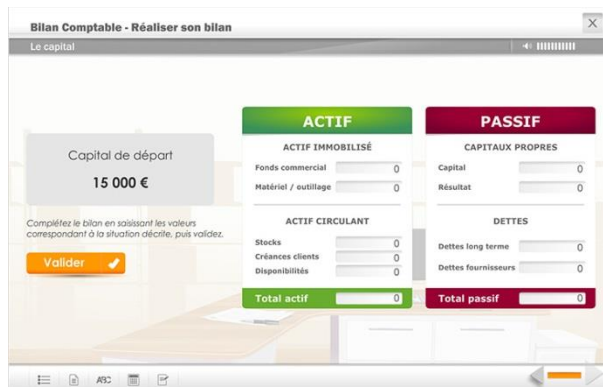 Bilan Comptable - Réaliser son bilan
X
Le capital
Capital de départ
15 000 €
Complétez le bilan en saisissant les valeurs
correspondant à la situation décrite, puis validez.
Valider
ACTIF
ACTIF IMMOBILISÉ
Fonds commercial 0
Matériel / outillage 0
ACTIF CIRCULANT
Stocks 0
Créances clients 0
Disponibilités 0
Total actif 0
PASSIF
CAPITAUX PROPRES
Capital 0
Résultat 0
DETTES
Dettes long terme 0
Dettes fournisseurs 0
Total passif 0
ABC